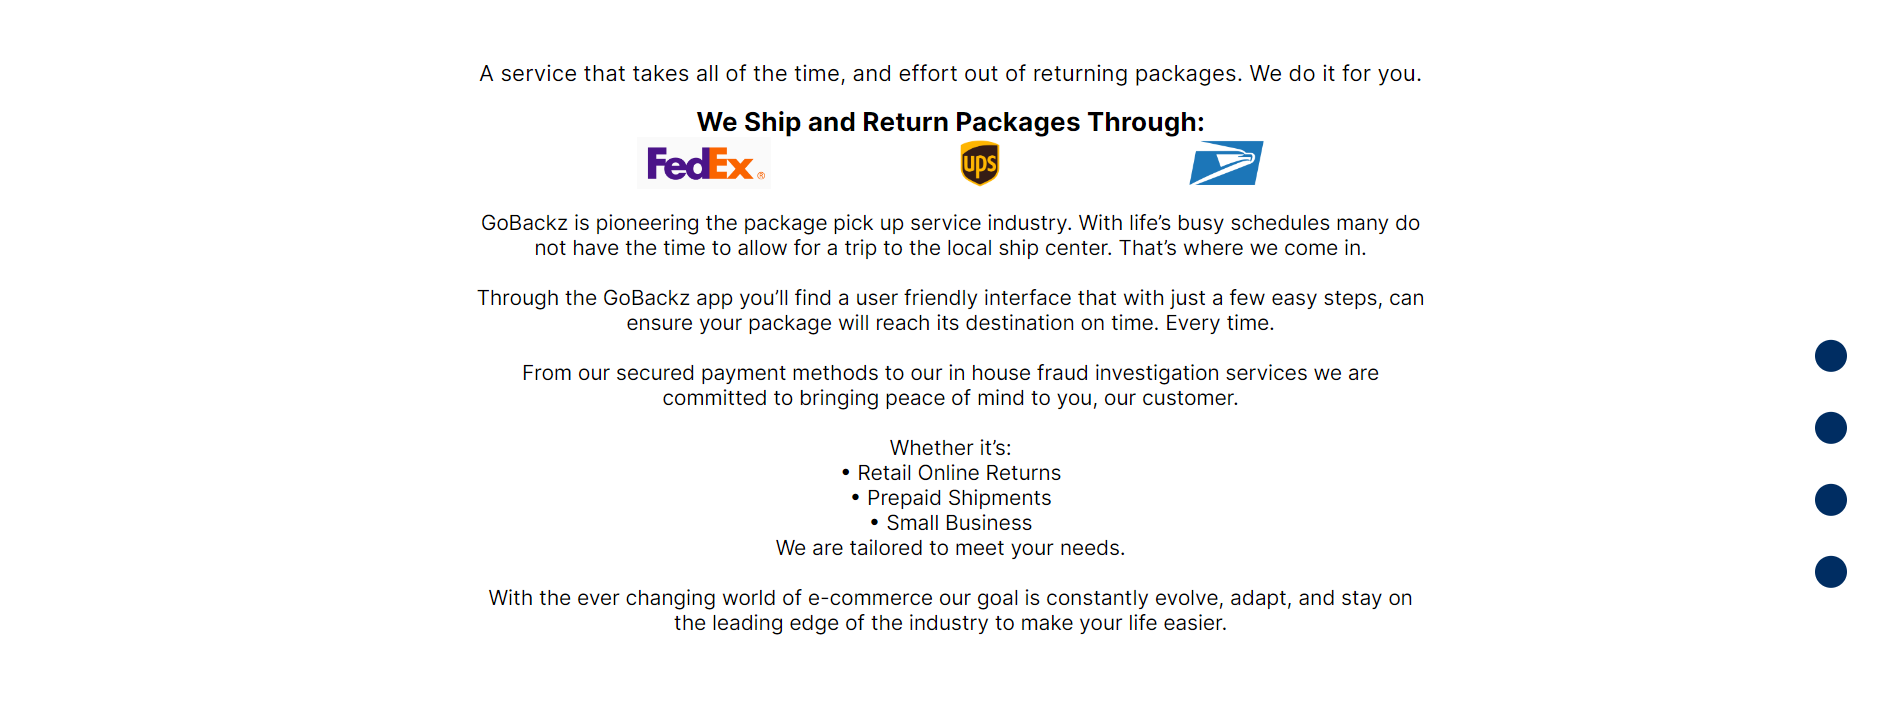 A service that takes all of the time, and effort out of returning packages. We do it for you.
We Ship and Return Packages Through:
FedEx ®
ups
GoBackz is pioneering the package pick up service industry. With life’s busy schedules many do
not have the time to allow for a trip to the local ship center. That’s where we come in.
Through the GoBackz app you’ll find a user friendly interface that with just a few easy steps, can
ensure your package will reach its destination on time. Every time.
From our secured payment methods to our in house fraud investigation services we are
committed to bringing peace of mind to you, our customer.
Whether it’s:
• Retail Online Returns
• Prepaid Shipments
• Small Business
We are tailored to meet your needs.
With the ever changing world of e-commerce our goal is constantly evolve, adapt, and stay on
the leading edge of the industry to make your life easier.